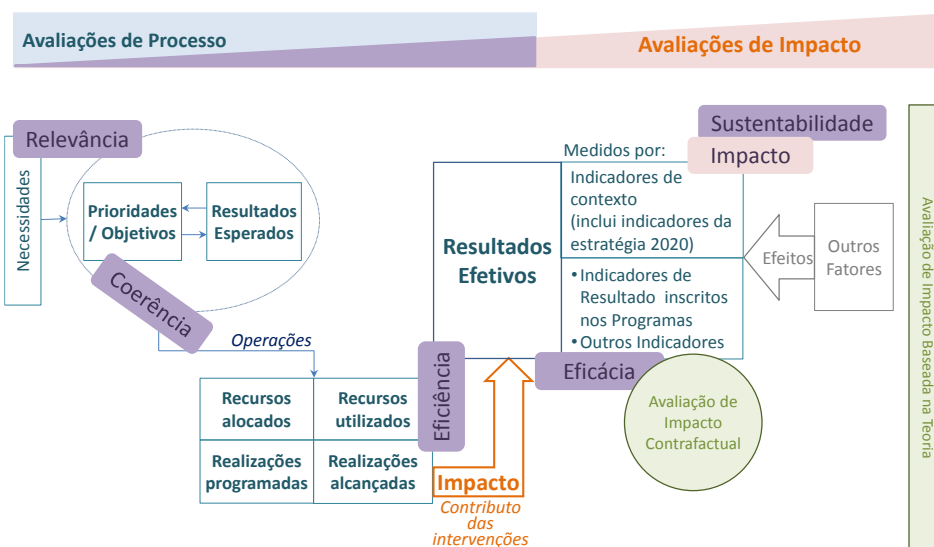 Avaliações de Processo
Avaliações de Impacto
Sustentabilidade
Relevância
Medidos por:
Impacto
Necessidades
Prioridades
/ Objetivos
Resultados
Esperados
Resultados
Efetivos
Indicadores de
contexto
(inclui indicadores da
estratégia 2020)
•Indicadores de
Resultado inscritos
nos Programas
•Outros Indicadores
Efeitos
Outros
Fatores
Avaliação de Impacto Baseada na Teoria
Coerência
Operações
Eficiência
Eficácia
Recursos
alocados
Recursos
utilizados
Realizações
programadas
Realizações
alcançadas
Avaliação de
Impacto
Contrafactual
Impacto
Contributo
das
intervenções